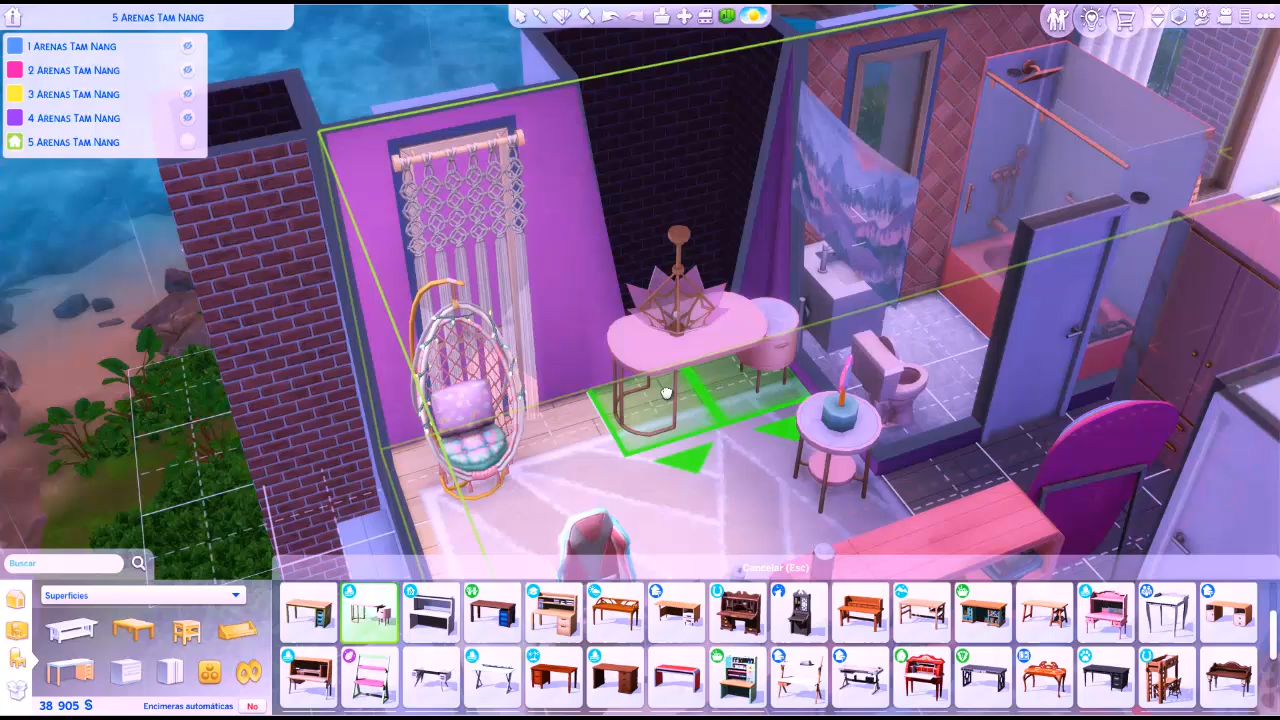 5 Arenas Tam Nang
1 Arenas Tam Nang
2 Arenas Tam Nang
3 Arenas Tam Nang
4 Arenas Tam Nang
5 Arenas Tam Nang
Cancelar (Esc)
Buscar
Superficies
38 905 $
Encimeras automáticas
No